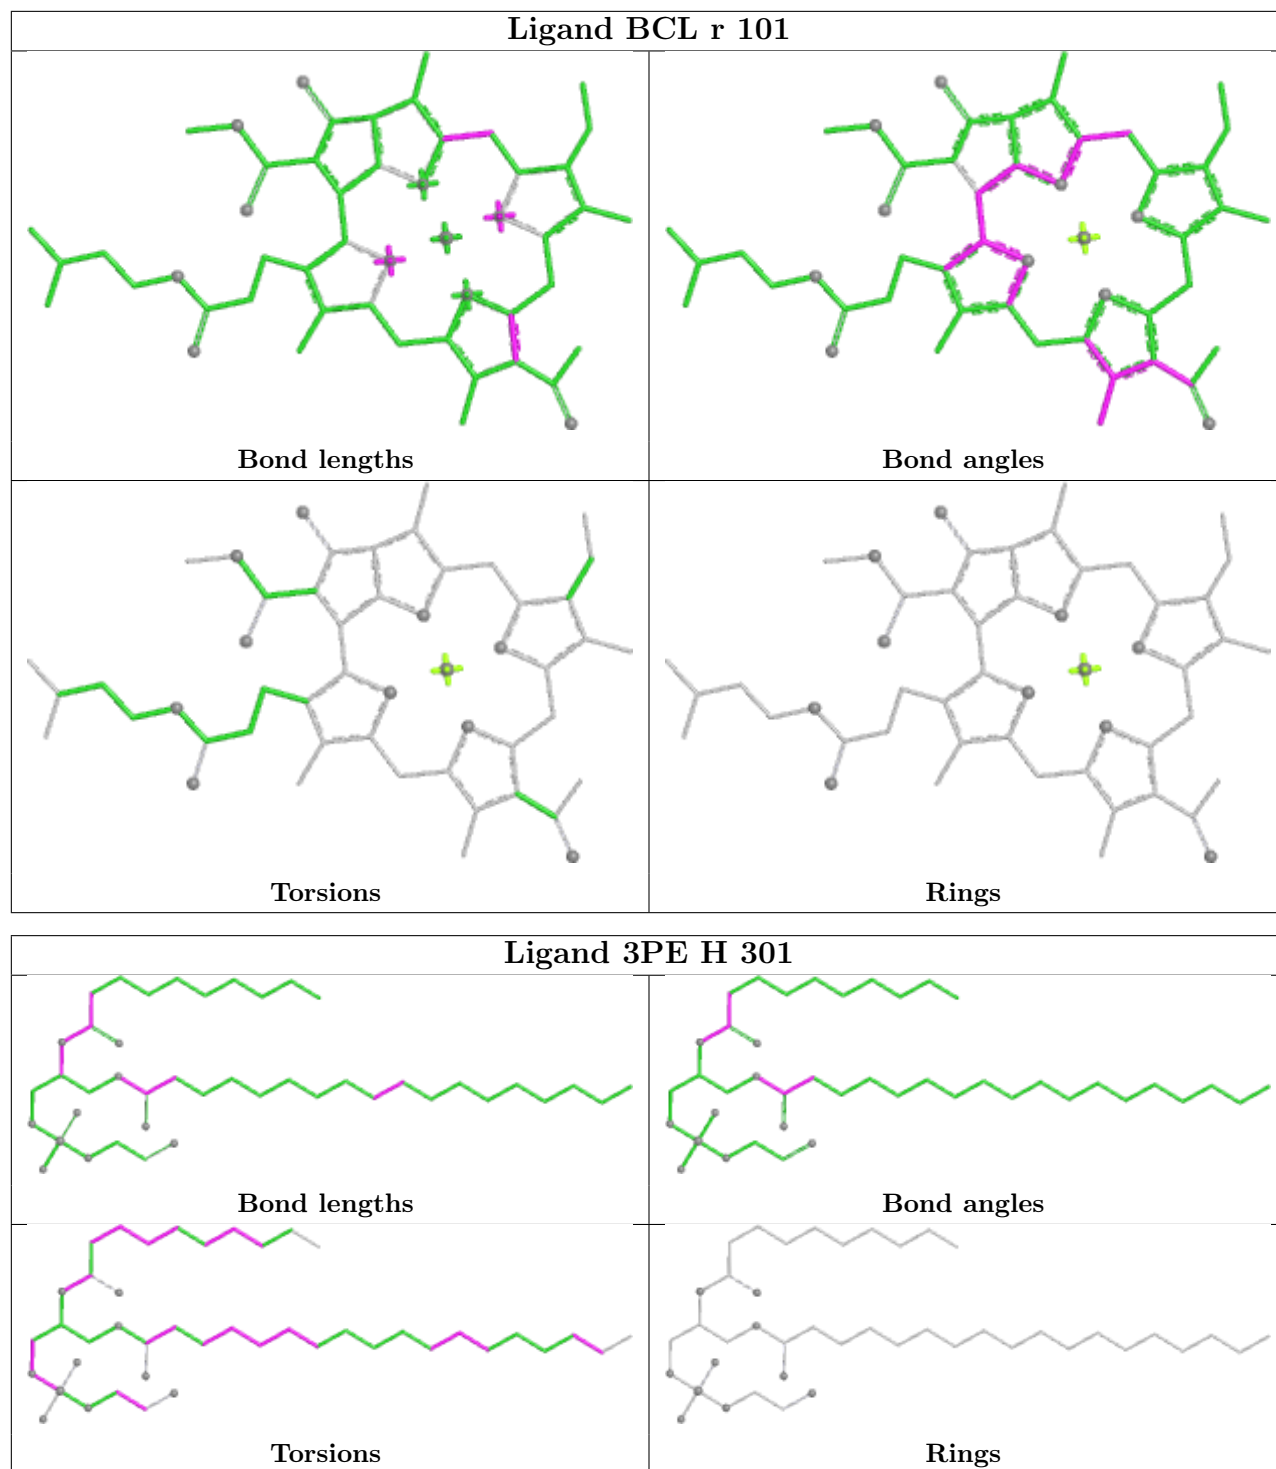 Ligand BCL r 101
Bond lengths
Bond angles
Torsions
Rings
Ligand 3PE H 301
Bond lengths
Bond angles
Torsions
Rings